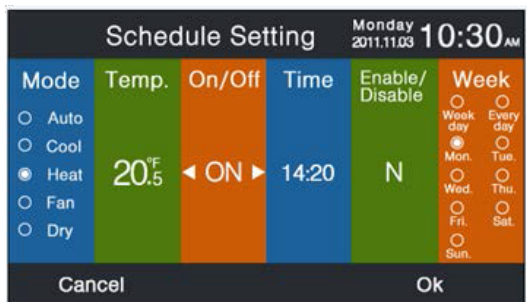 Schedule Setting
Monday
2011.11.03
10:30 AM
Mode
Auto
Cool
Heat
Fan
Dry
Temp.
20.5 °F
On/Off
◀ ON ▶
Time
14:20
Enable/
Disable
N
Week
Week
day
Every
day
Mon.
Tue.
Wed.
Thu.
Fri.
Sat.
Sun.
Cancel
Ok